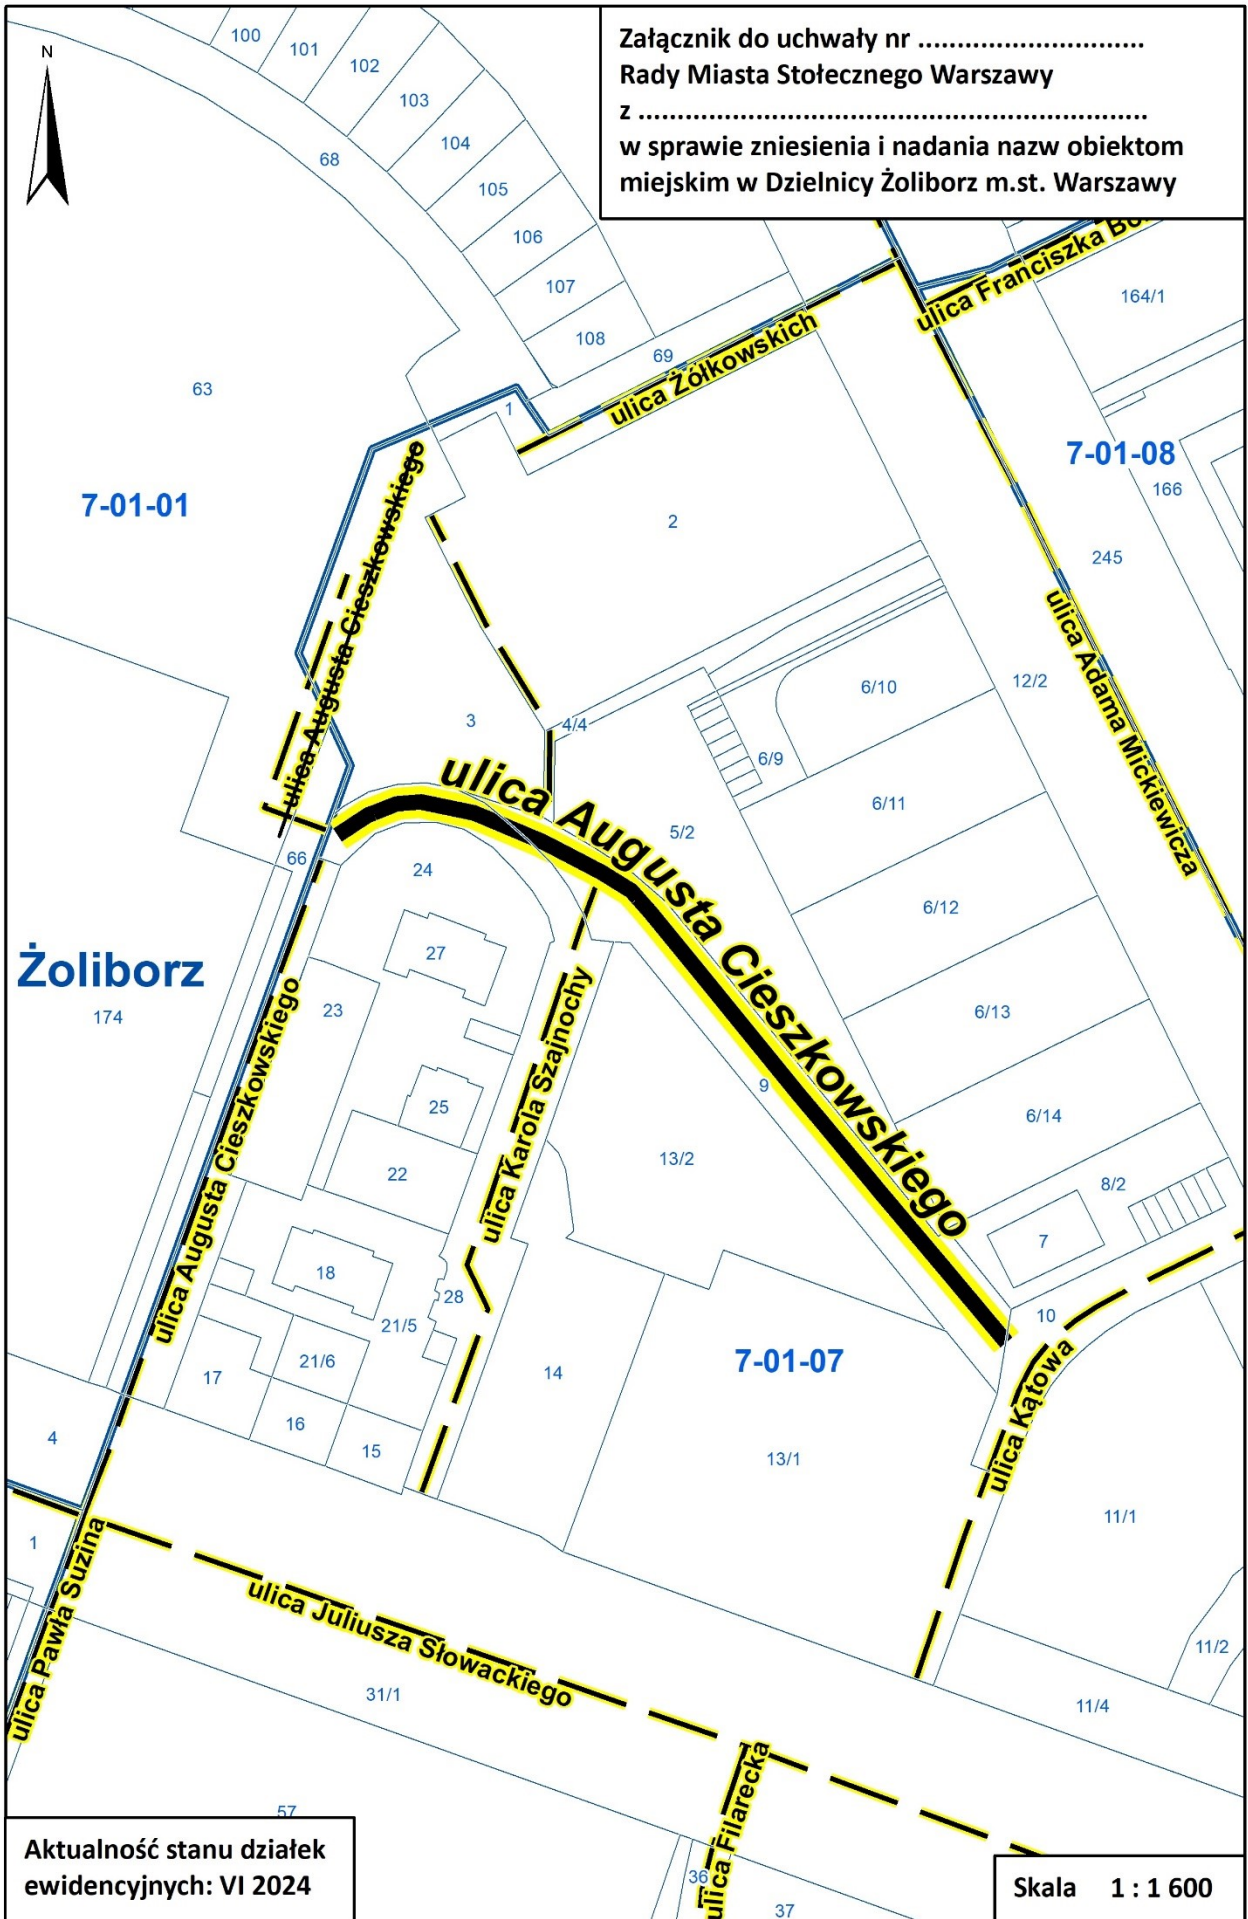 N
Załącznik do uchwały nr .............................
Rady Miasta Stołecznego Warszawy
z .................................................................
w sprawie zniesienia i nadania nazw obiektom
miejskim w Dzielnicy Żoliborz m.st. Warszawy
100
101
102
103
68
104
105
106
107
108
69
ulica Żółkowskich
ulica Franciszka
164/1
63
1
7-01-01
7-01-08
166
245
2
ulica Augusta Cieszkowskiego
ulica Adama Mickiewicza
3
4/4
6/9
6/10
12/2
6/11
5/2
ulica Augusta Cieszkowskiego
66
24
6/12
27
Żoliborz
174
23
6/13
ulica Augusta Cieszkowskiego
ulica Karola Szajnochy
25
9
6/14
22
13/2
8/2
7
18
28
21/5
10
21/6
17
14
7-01-07
ulica Kątowa
16
15
4
13/1
1
11/1
ulica Pawła Suzina
ulica Juliusza Słowackiego
11/2
31/1
11/4
ulica Filarecka
57
36
37
Aktualność stanu działek
ewidencyjnych: VI 2024
Skala 1 : 1 600